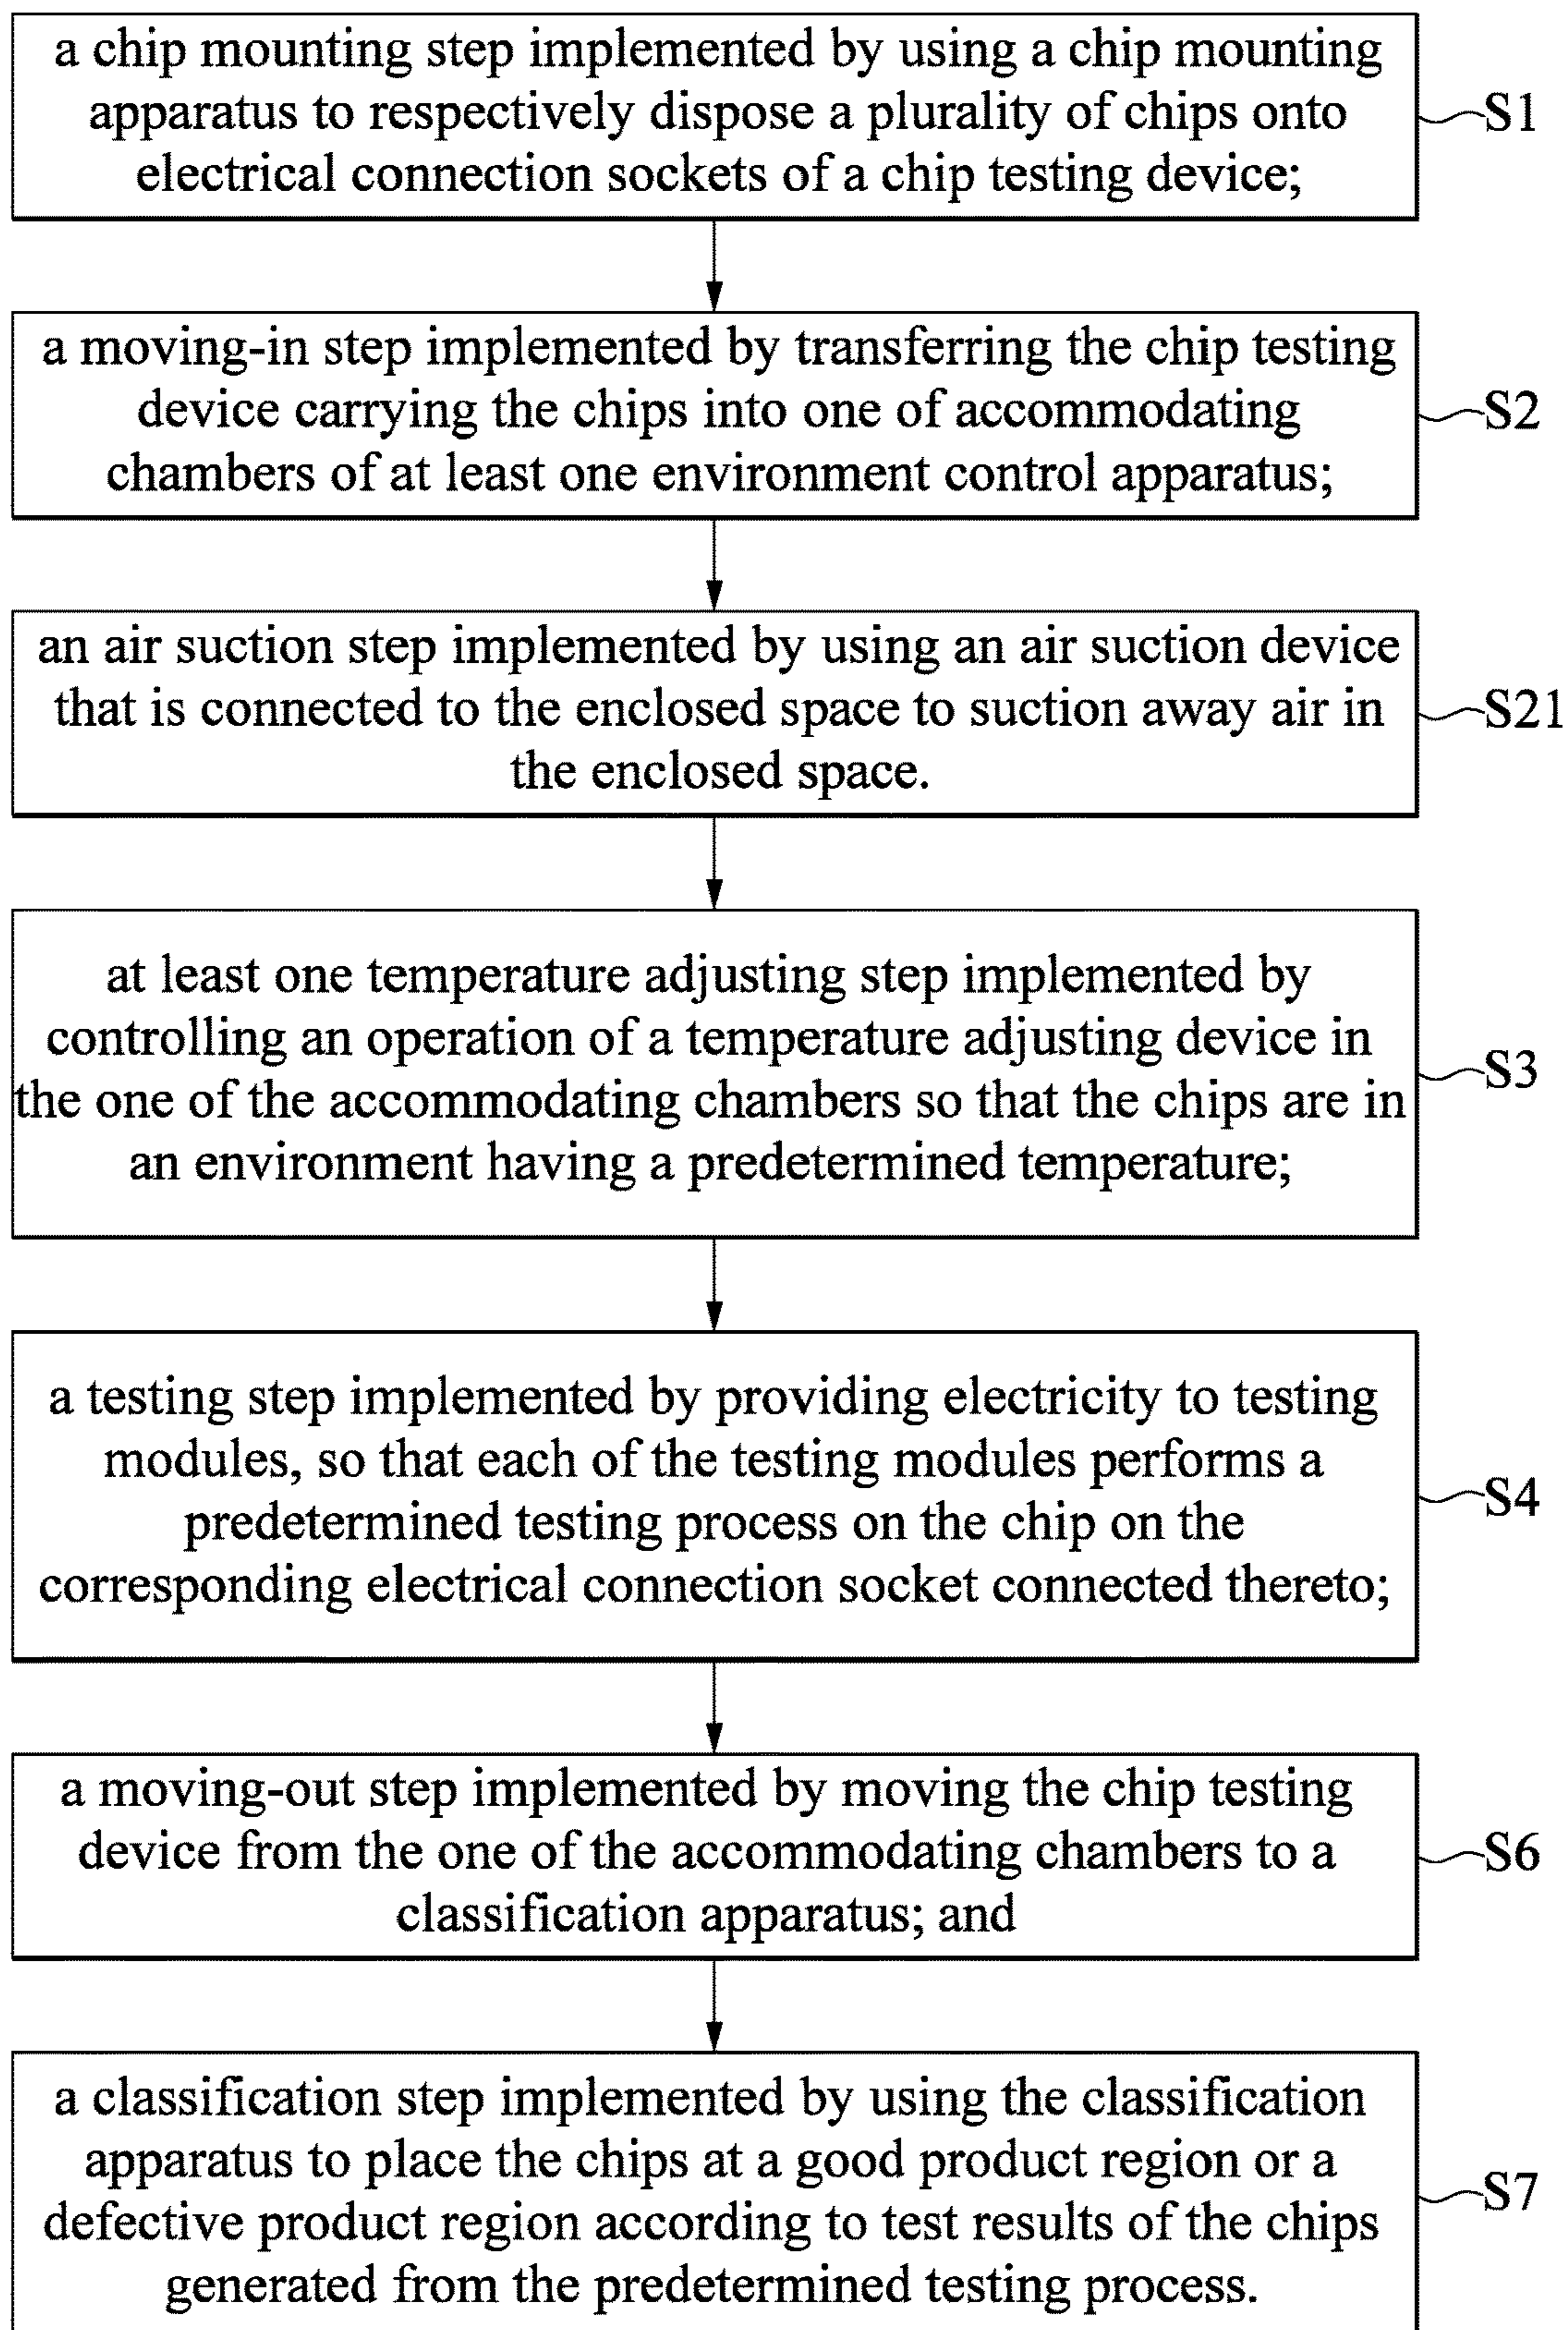 a chip mounting step implemented by using a chip mounting
apparatus to respectively dispose a plurality of chips onto
electrical connection sockets of a chip testing device;
S1
a moving-in step implemented by transferring the chip testing
device carrying the chips into one of accommodating
chambers of at least one environment control apparatus;
S2
an air suction step implemented by using an air suction device
that is connected to the enclosed space to suction away air in
the enclosed space.
S21
at least one temperature adjusting step implemented by
controlling an operation of a temperature adjusting device in
the one of the accommodating chambers so that the chips are in
an environment having a predetermined temperature;
S3
a testing step implemented by providing electricity to testing
modules, so that each of the testing modules performs a
predetermined testing process on the chip on the
corresponding electrical connection socket connected thereto;
S4
a moving-out step implemented by moving the chip testing
device from the one of the accommodating chambers to a
classification apparatus; and
S6
a classification step implemented by using the classification
apparatus to place the chips at a good product region or a
defective product region according to test results of the chips
generated from the predetermined testing process.
S7